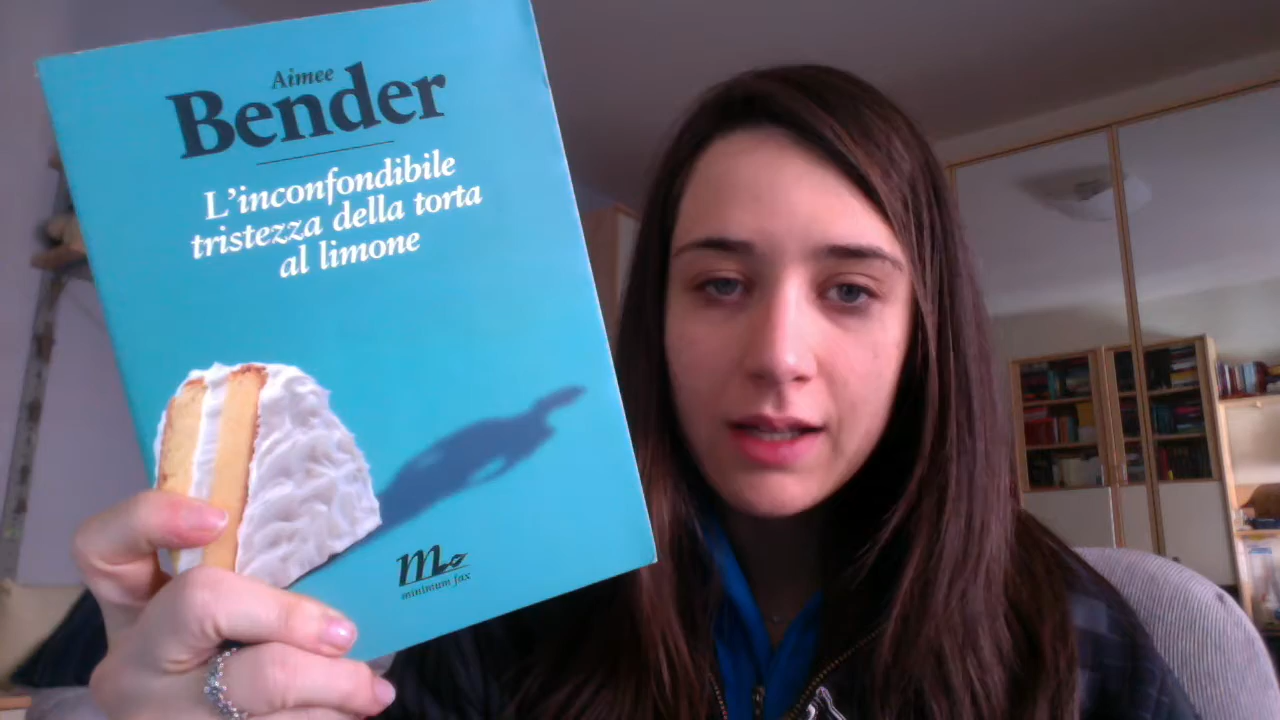 Aimee
Bender
L'inconfondibile
tristezza della torta
al limone
minimum fax